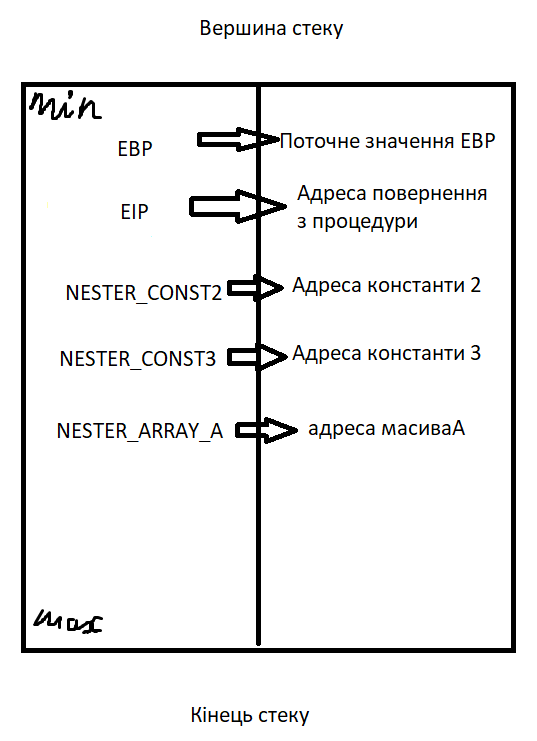 Вершина стеку
min
EBP
Поточне значення EBP
EIP
Адреса повернення
з процедури
NESTER_CONST2
Адреса константи 2
NESTER_CONST3
Адреса константи 3
NESTER_ARRAY_A
адреса масиваА
max
Кінець стеку